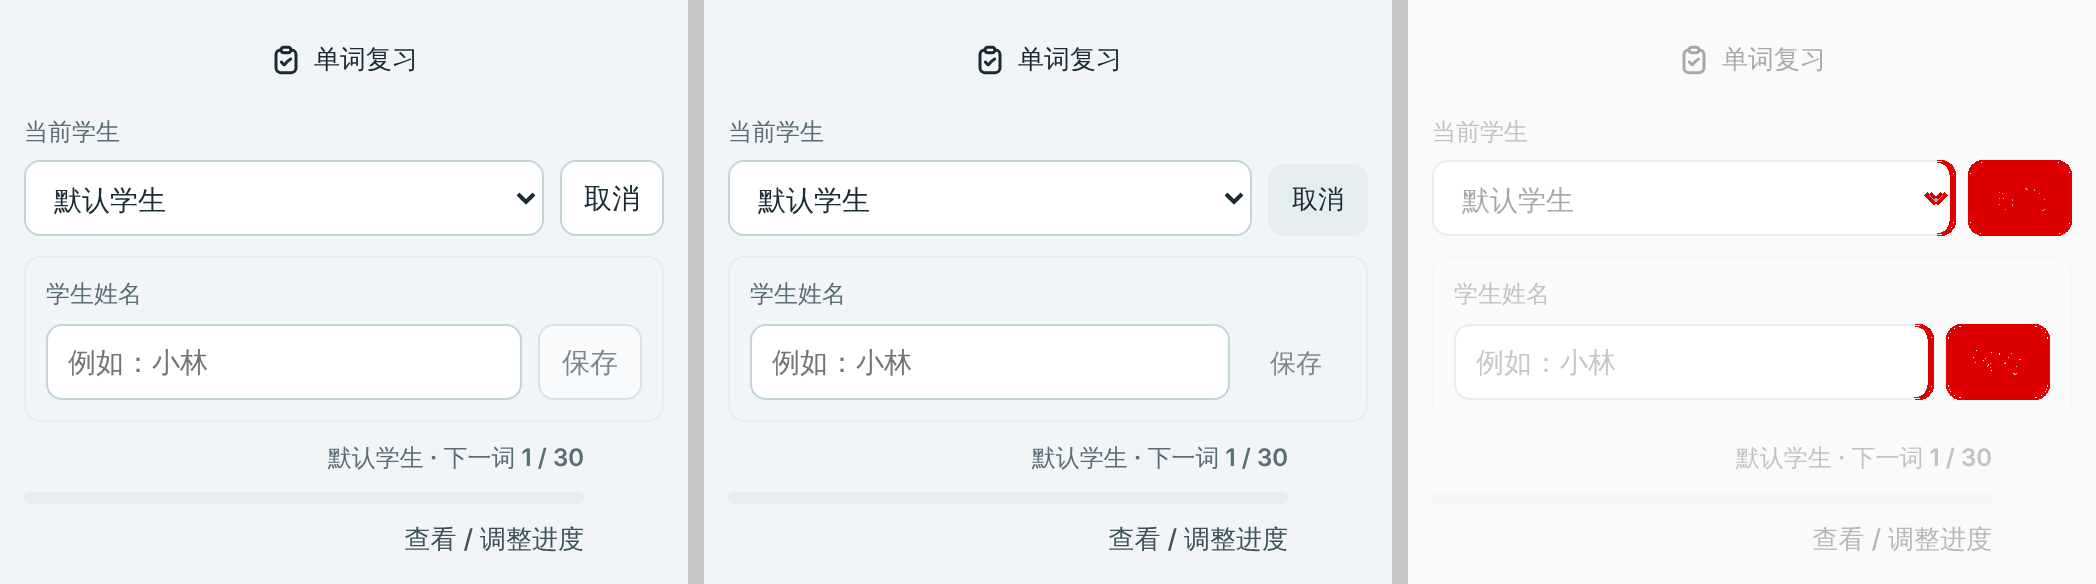 单词复习
当前学生
默认学生
取消
学生姓名
例如：小林
保存
默认学生 · 下一词 1 / 30
查看 / 调整进度
单词复习
当前学生
默认学生
取消
学生姓名
例如：小林
保存
默认学生 · 下一词 1 / 30
查看 / 调整进度
单词复习
当前学生
默认学生
学生姓名
例如：小林
默认学生 · 下一词 1 / 30
查看 / 调整进度